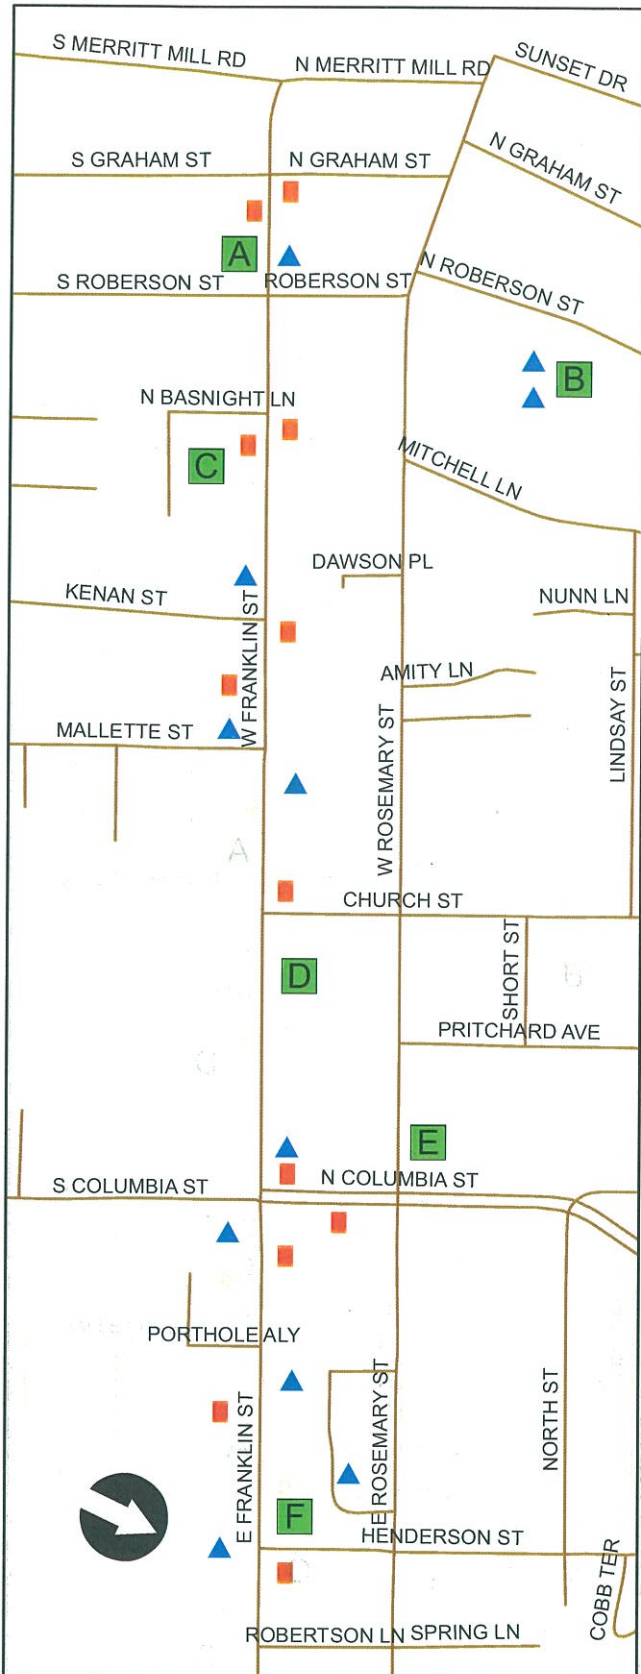 S MERRITT MILL RD
N MERRITT MILL RD
SUNSET DR
S GRAHAM ST
N GRAHAM ST
N GRAHAM ST
A
S ROBERSON ST
ROBERSON ST
N ROBERSON ST
B
N BASNIGHT LN
C
MITCHELL LN
DAWSON PL
KENAN ST
NUNN LN
W FRANKLIN ST
AMITY LN
LINDSAY ST
MALLETTE ST
W ROSEMARY ST
CHURCH ST
D
SHORT ST
PRITCHARD AVE
E
S COLUMBIA ST
N COLUMBIA ST
PORTHOLE ALY
E FRANKLIN ST
E ROSEMARY ST
NORTH ST
F
HENDERSON ST
COBB TER
ROBERTSON LN
SPRING LN